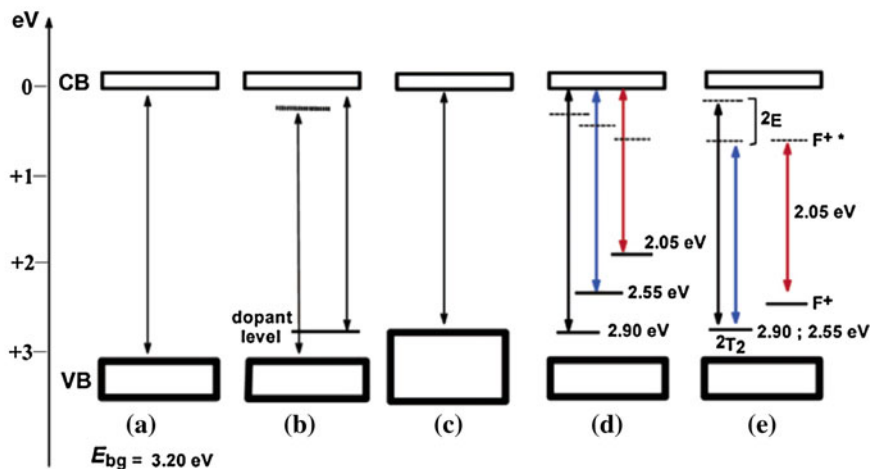 eV
CB
0
+1
+2
+3
VB
dopant
level
2.05 eV
2.55 eV
2.90 eV
²E
F⁺ *
2.05 eV
F⁺
²T₂
2.90 ; 2.55 eV
(a)
(b)
(c)
(d)
(e)
E_bg = 3.20 eV